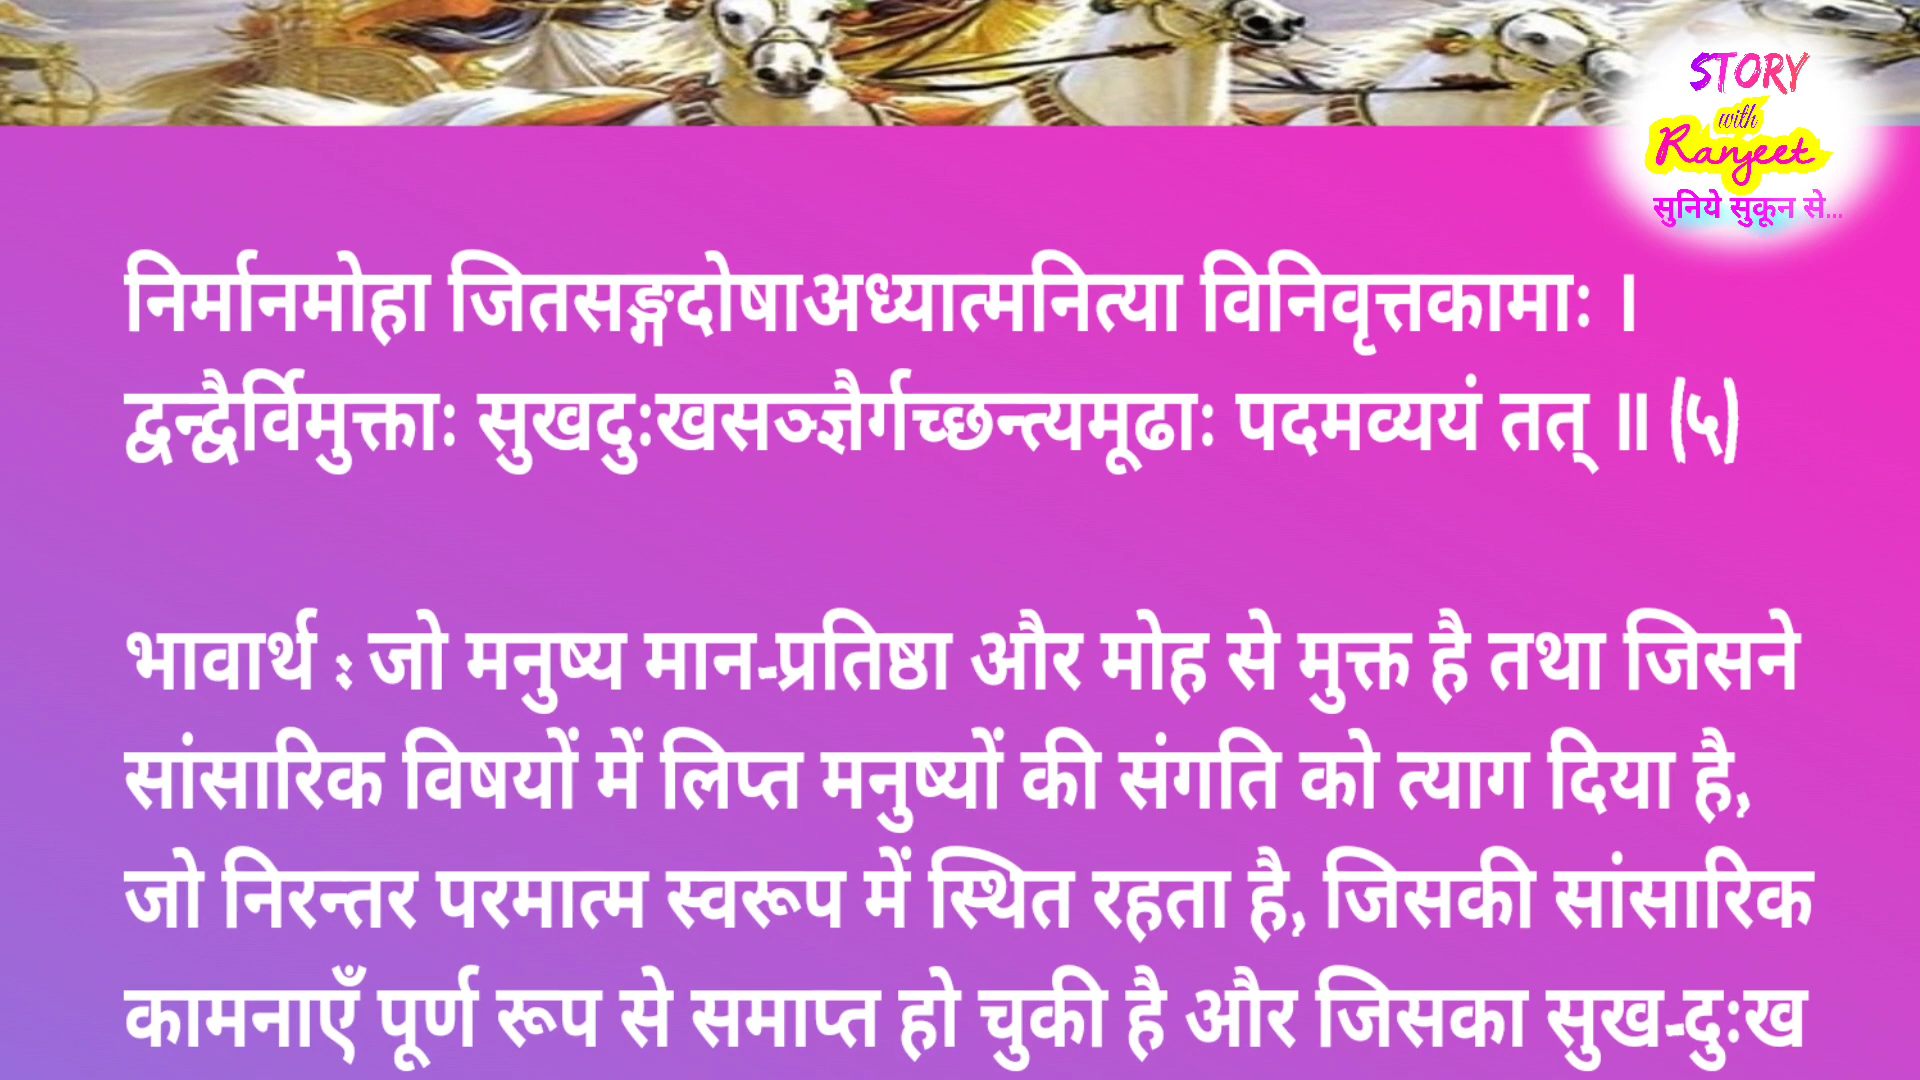 STORY
with
Ranjeet
सुनिये सुकून से...
निर्मानमोहा जितसङ्गदोषाअध्यात्मनित्या विनिवृत्तकामाः ।
द्वन्द्वैर्विमुक्ताः सुखदुःखसञ्ज्ञैर्गच्छन्त्यमूढाः पदमव्ययं तत् ॥ (५)
भावार्थ : जो मनुष्य मान-प्रतिष्ठा और मोह से मुक्त है तथा जिसने
सांसारिक विषयों में लिप्त मनुष्यों की संगति को त्याग दिया है,
जो निरन्तर परमात्म स्वरूप में स्थित रहता है, जिसकी सांसारिक
कामनाएँ पूर्ण रूप से समाप्त हो चुकी है और जिसका सुख-दुःख